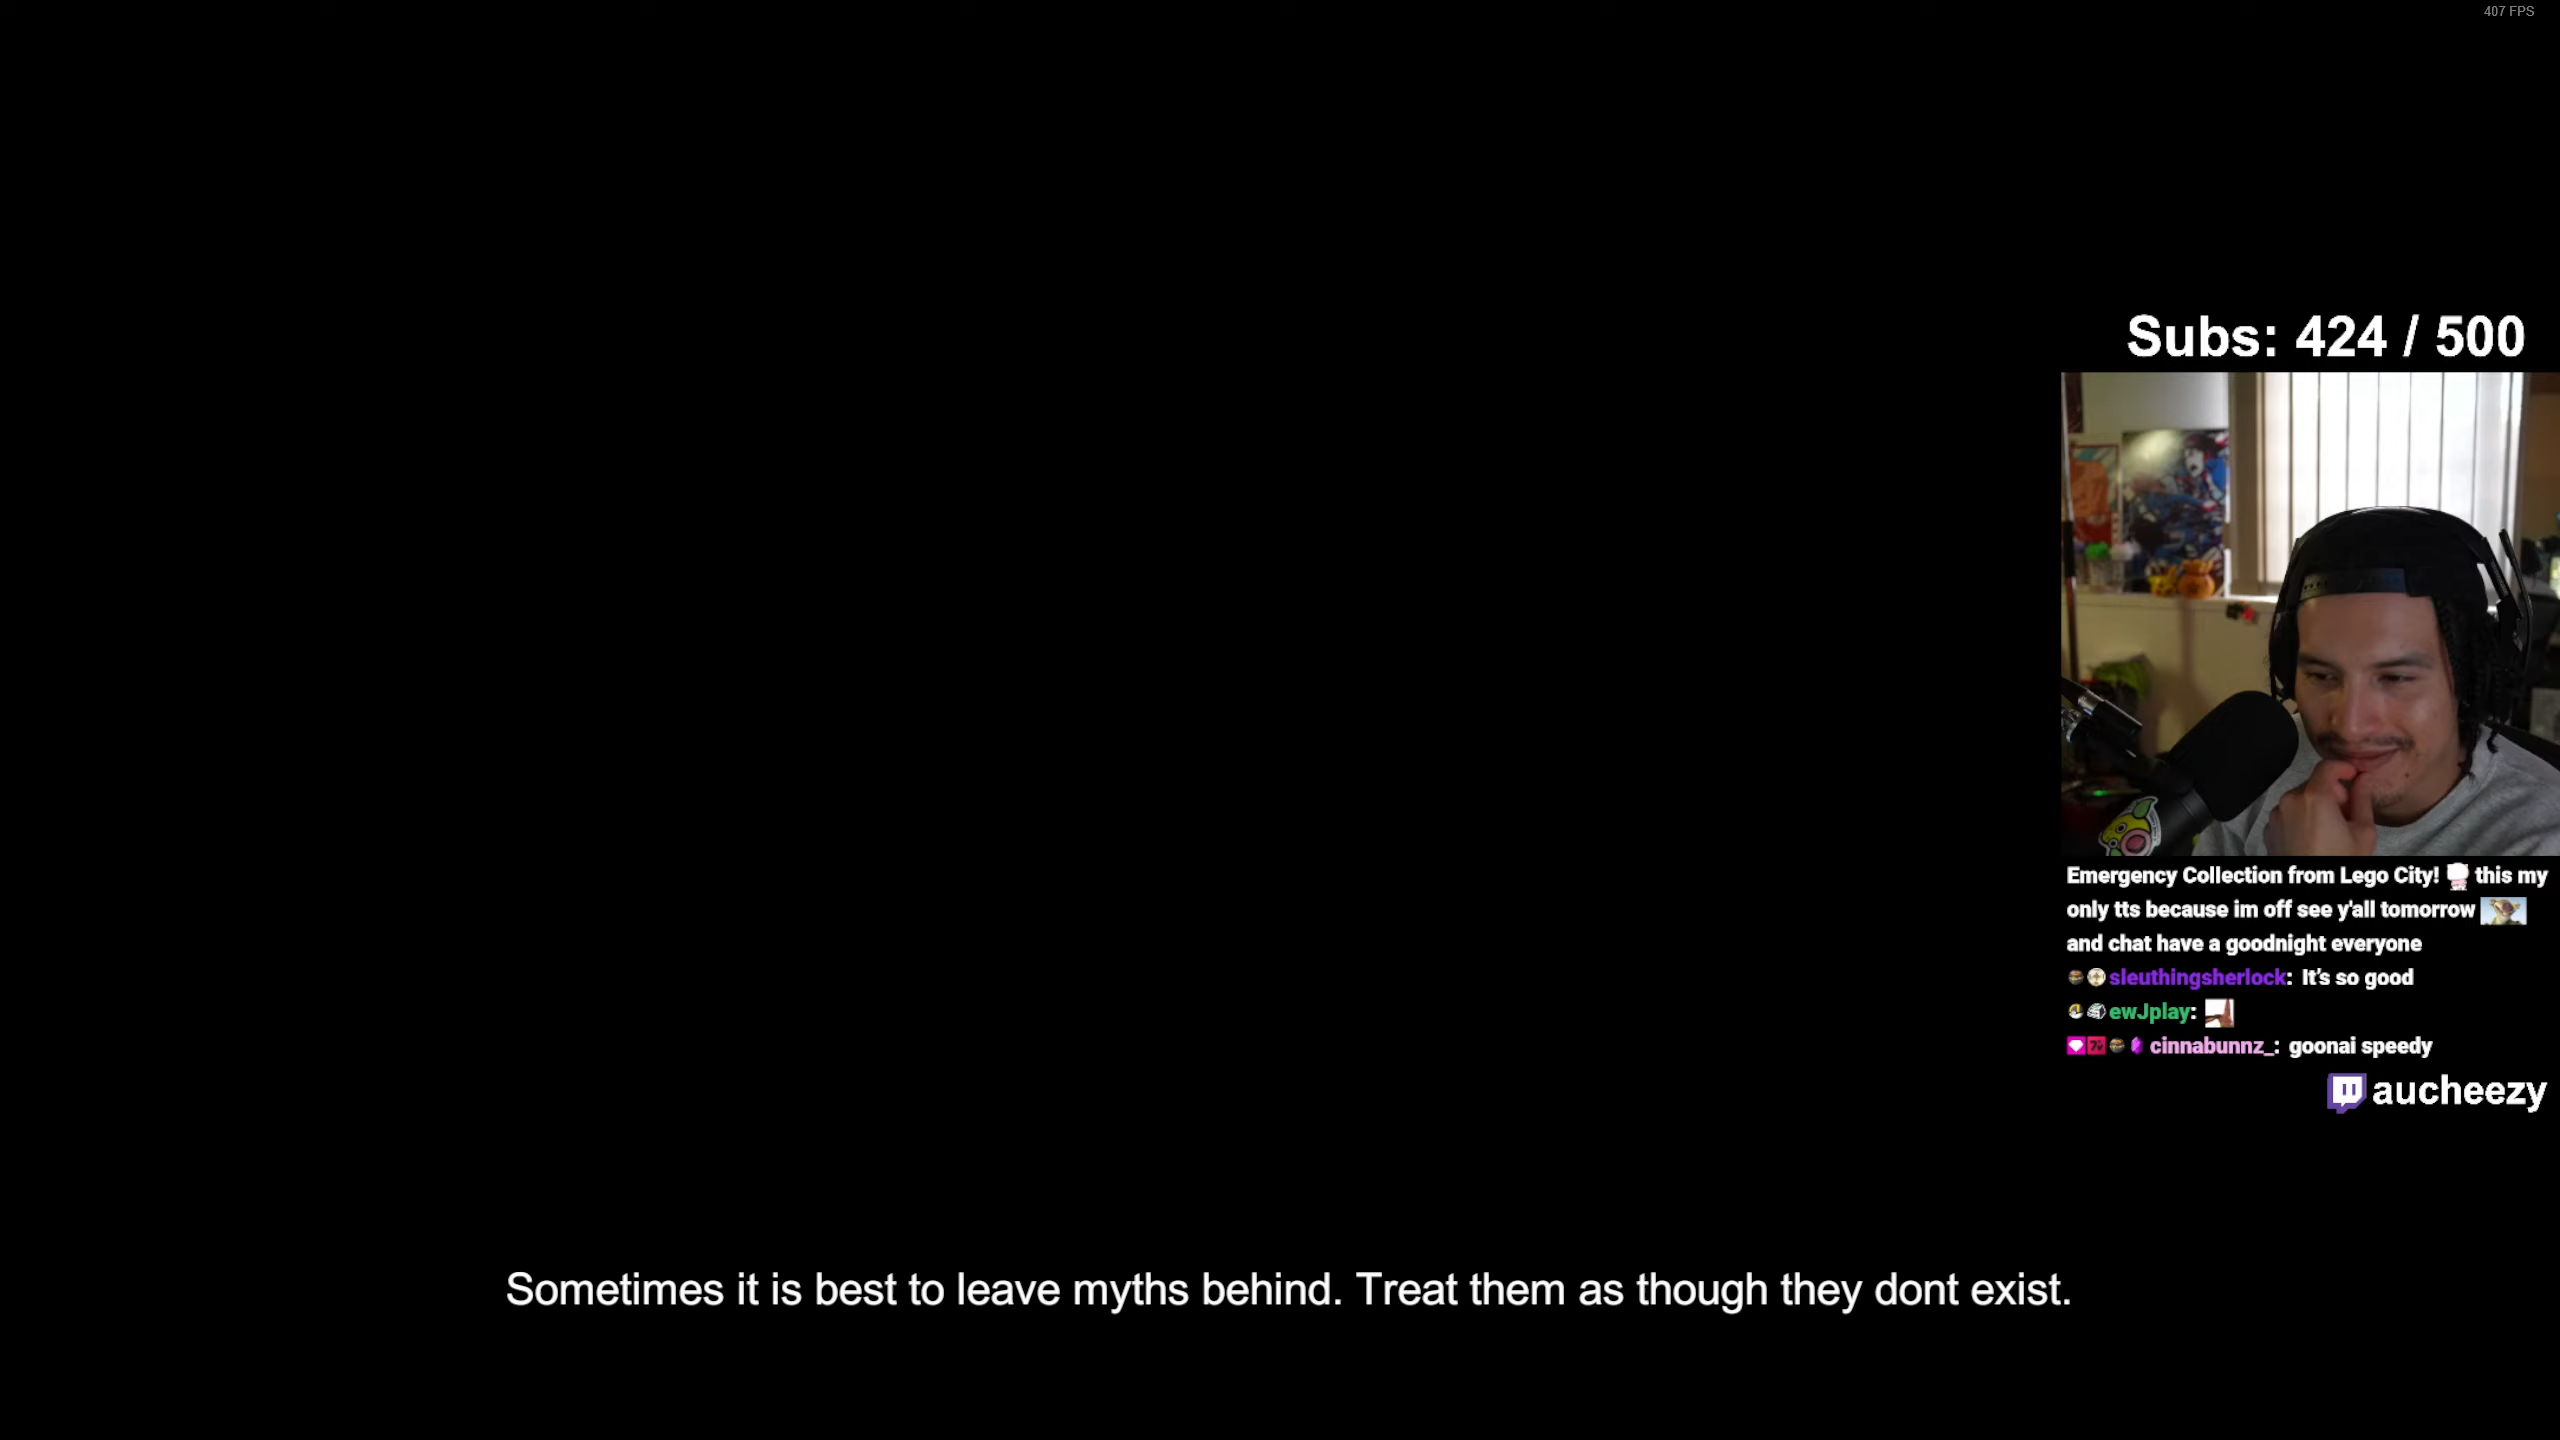 407 FPS
Subs: 424 / 500
Emergency Collection from Lego City! this my
only tts because im off see y'all tomorrow
and chat have a goodnight everyone
sleuthingsherlock: It's so good
ewJplay:
cinnabunnz_: goonai speedy
aucheezy
Sometimes it is best to leave myths behind. Treat them as though they dont exist.